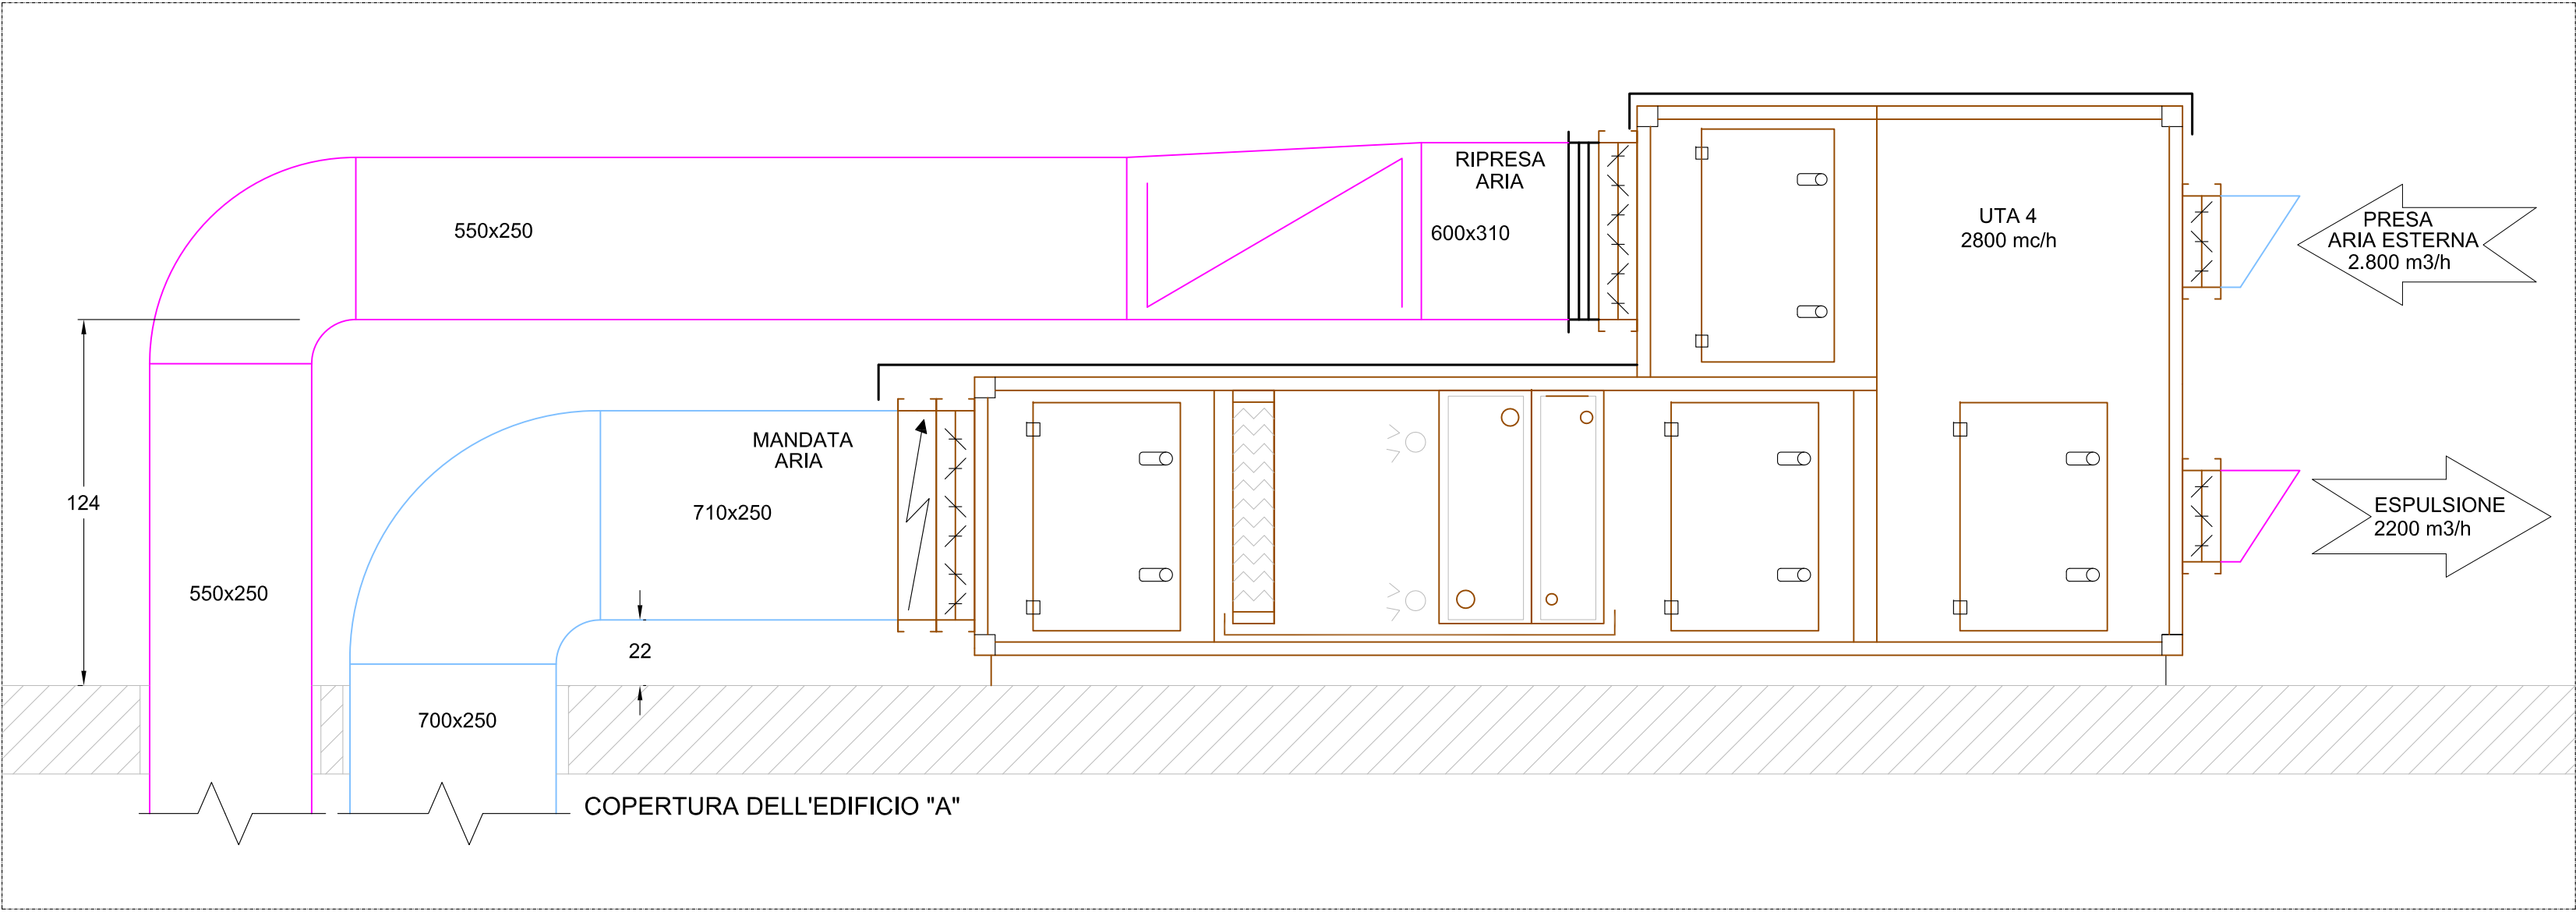 RIPRESA
ARIA
550x250
600x310
UTA 4
2800 mc/h
PRESA
ARIA ESTERNA
2.800 m3/h
MANDATA
ARIA
124
710x250
ESPULSIONE
2200 m3/h
550x250
22
700x250
COPERTURA DELL'EDIFICIO "A"